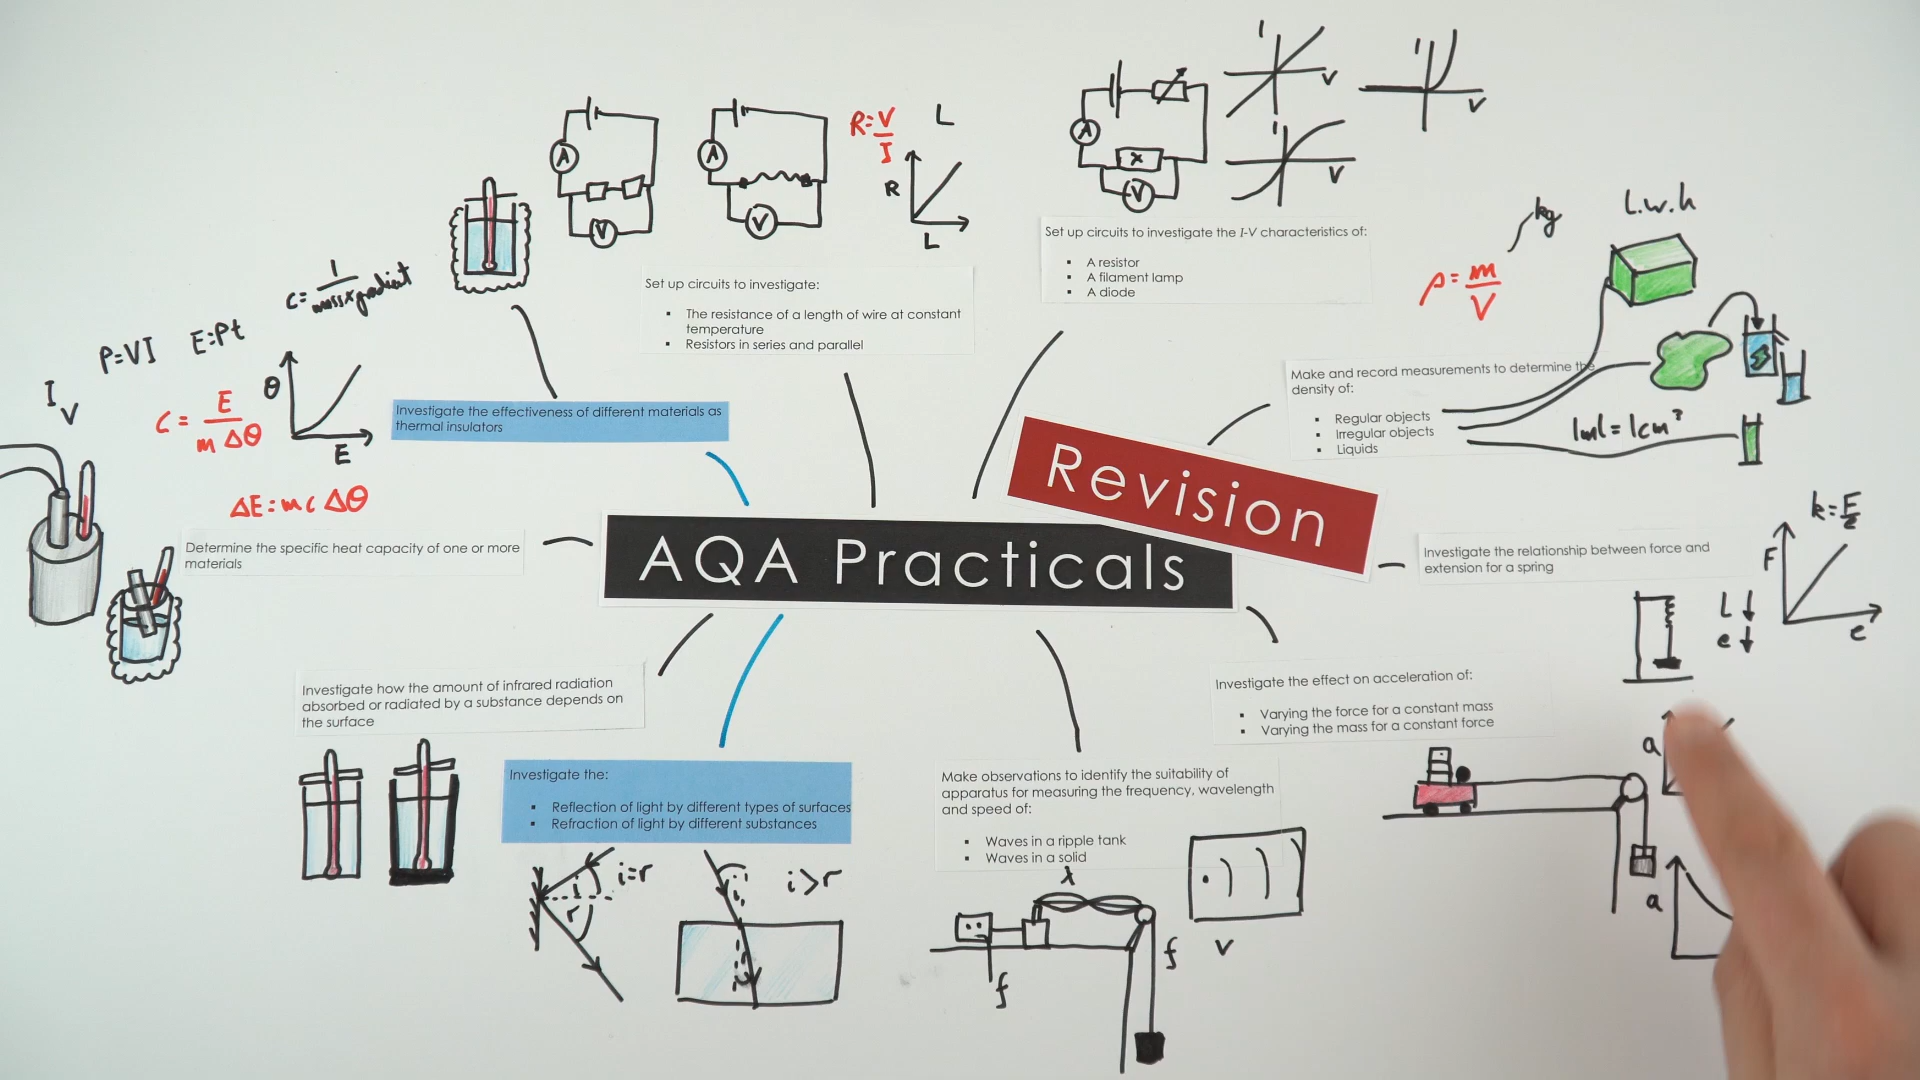 AQA Practicals
Revision
Investigate the effectiveness of different materials as
thermal insulators
Set up circuits to investigate:
▪ The resistance of a length of wire at constant
temperature
▪ Resistors in series and parallel
A
V
A
V
R=V/I
L
R
L
Set up circuits to investigate the I-V characteristics of:
▪ A resistor
▪ A filament lamp
▪ A diode
A
x
V
I
V
I
V
I
V
Make and record measurements to determine the
density of:
▪ Regular objects
▪ Irregular objects
▪ Liquids
ρ=m/V
kg
L.w.h
1ml=1cm³
Investigate the relationship between force and
extension for a spring
k=F/e
F
e
L↓
e↓
Investigate the effect on acceleration of:
▪ Varying the force for a constant mass
▪ Varying the mass for a constant force
a
a
Make observations to identify the suitability of
apparatus for measuring the frequency, wavelength
and speed of:
▪ Waves in a ripple tank
▪ Waves in a solid
λ
f
f
v
Investigate the:
▪ Reflection of light by different types of surfaces
▪ Refraction of light by different substances
i
r
i=r
i
r
i>r
Investigate how the amount of infrared radiation
absorbed or radiated by a substance depends on
the surface
Determine the specific heat capacity of one or more
materials
I
V
P=VI
E=Pt
c=1/mass×gradient
c=E/mΔθ
θ
E
ΔE=mcΔθ